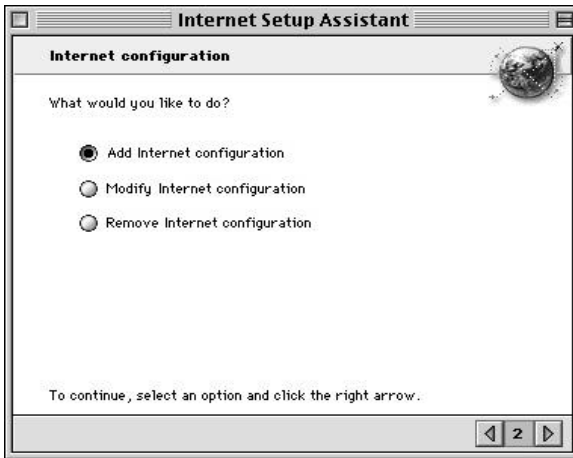 Internet Setup Assistant
Internet configuration
What would you like to do?
Add Internet configuration
Modify Internet configuration
Remove Internet configuration
To continue, select an option and click the right arrow.
2